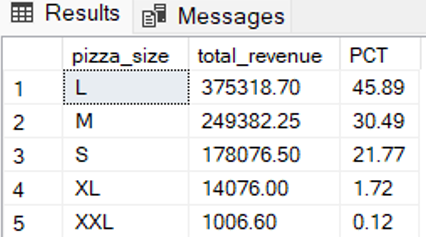 Results Messages
pizza_size total_revenue PCT
1 L 375318.70 45.89
2 M 249382.25 30.49
3 S 178076.50 21.77
4 XL 14076.00 1.72
5 XXL 1006.60 0.12